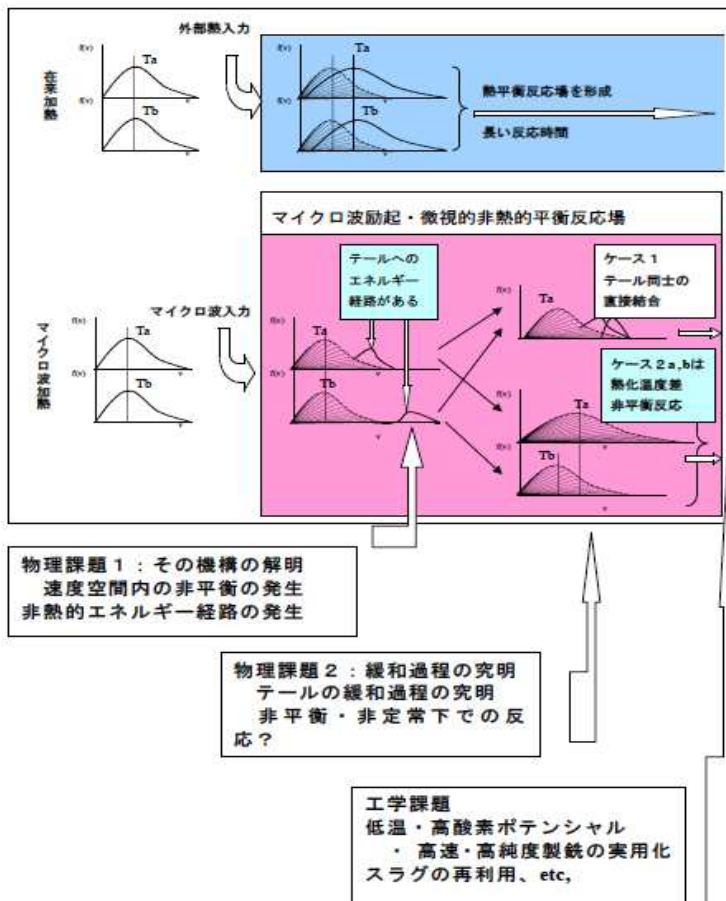 外部熱入力
f(v)
Ta
f(v)
Tb
v
在来加熱
f(v)
Ta
f(v)
Tb
v
熱平衡反応場を形成
長い反応時間
マイクロ波励起・微視的非熱的平衡反応場
テールへの
エネルギー
経路がある
ケース1
テール同士の
直接結合
マイクロ波入力
マイクロ波加熱
f(v)
Ta
v
f(v)
Tb
v
f(v)
Ta
v
f(v)
Tb
v
f(v)
Ta
v
ケース2a,bは
熱化温度差
非平衡反応
f(v)
Ta
Tb
v
物理課題1:その機構の解明
速度空間内の非平衡の発生
非熱的エネルギー経路の発生
物理課題2:緩和過程の究明
テールの緩和過程の究明
非平衡・非定常下での反
応?
工学課題
低温・高酸素ポテンシャル
・高速・高純度製銑の実用化
スラグの再利用、etc,